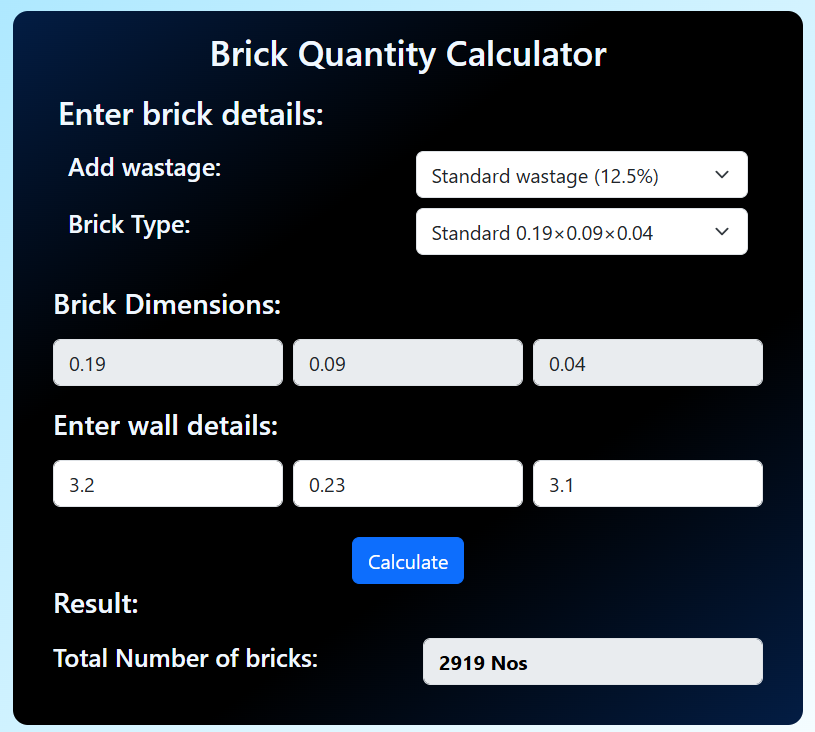 Brick Quantity Calculator
Enter brick details:
Add wastage: Standard wastage (12.5%)
Brick Type: Standard 0.19×0.09×0.04
Brick Dimensions:
0.19 0.09 0.04
Enter wall details:
3.2 0.23 3.1
Calculate
Result:
Total Number of bricks: 2919 Nos